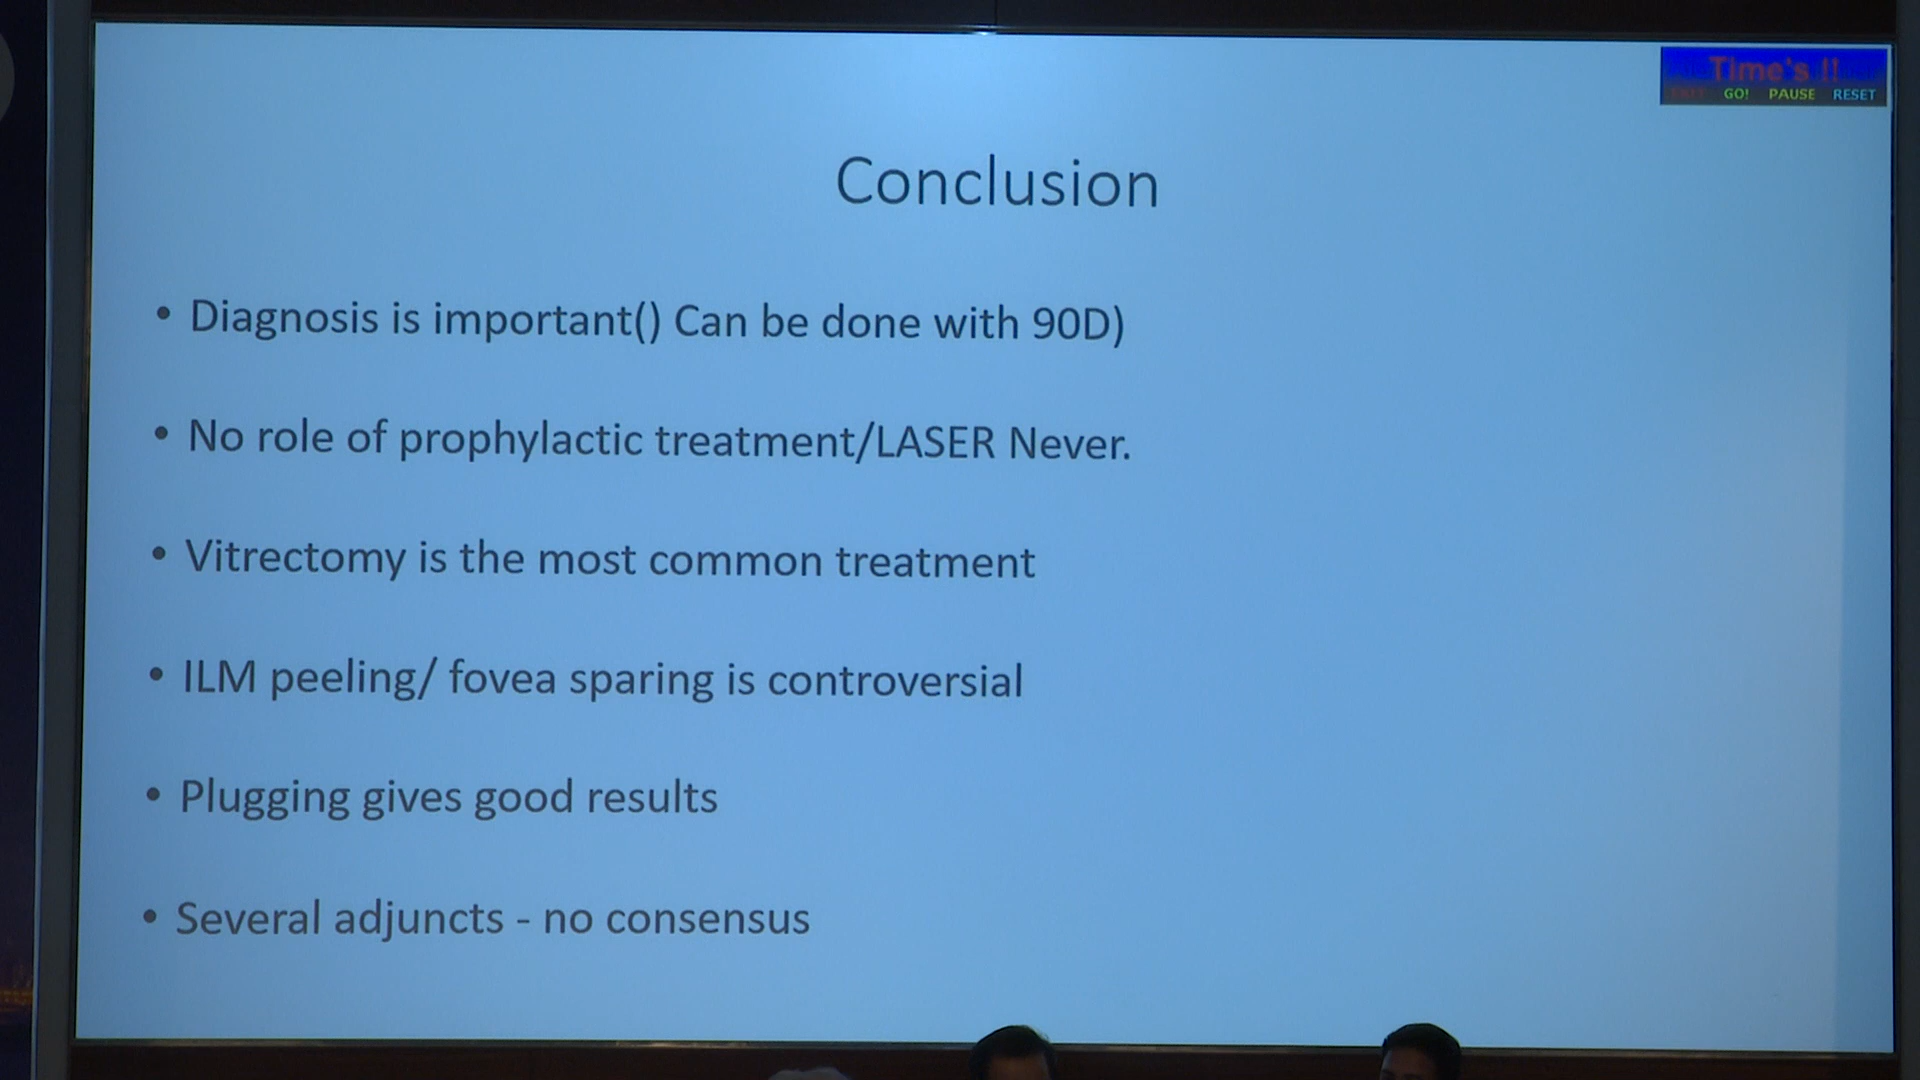 Time's !!
GO! PAUSE RESET
Conclusion
• Diagnosis is important() Can be done with 90D)
• No role of prophylactic treatment/LASER Never.
• Vitrectomy is the most common treatment
• ILM peeling/ fovea sparing is controversial
• Plugging gives good results
• Several adjuncts - no consensus